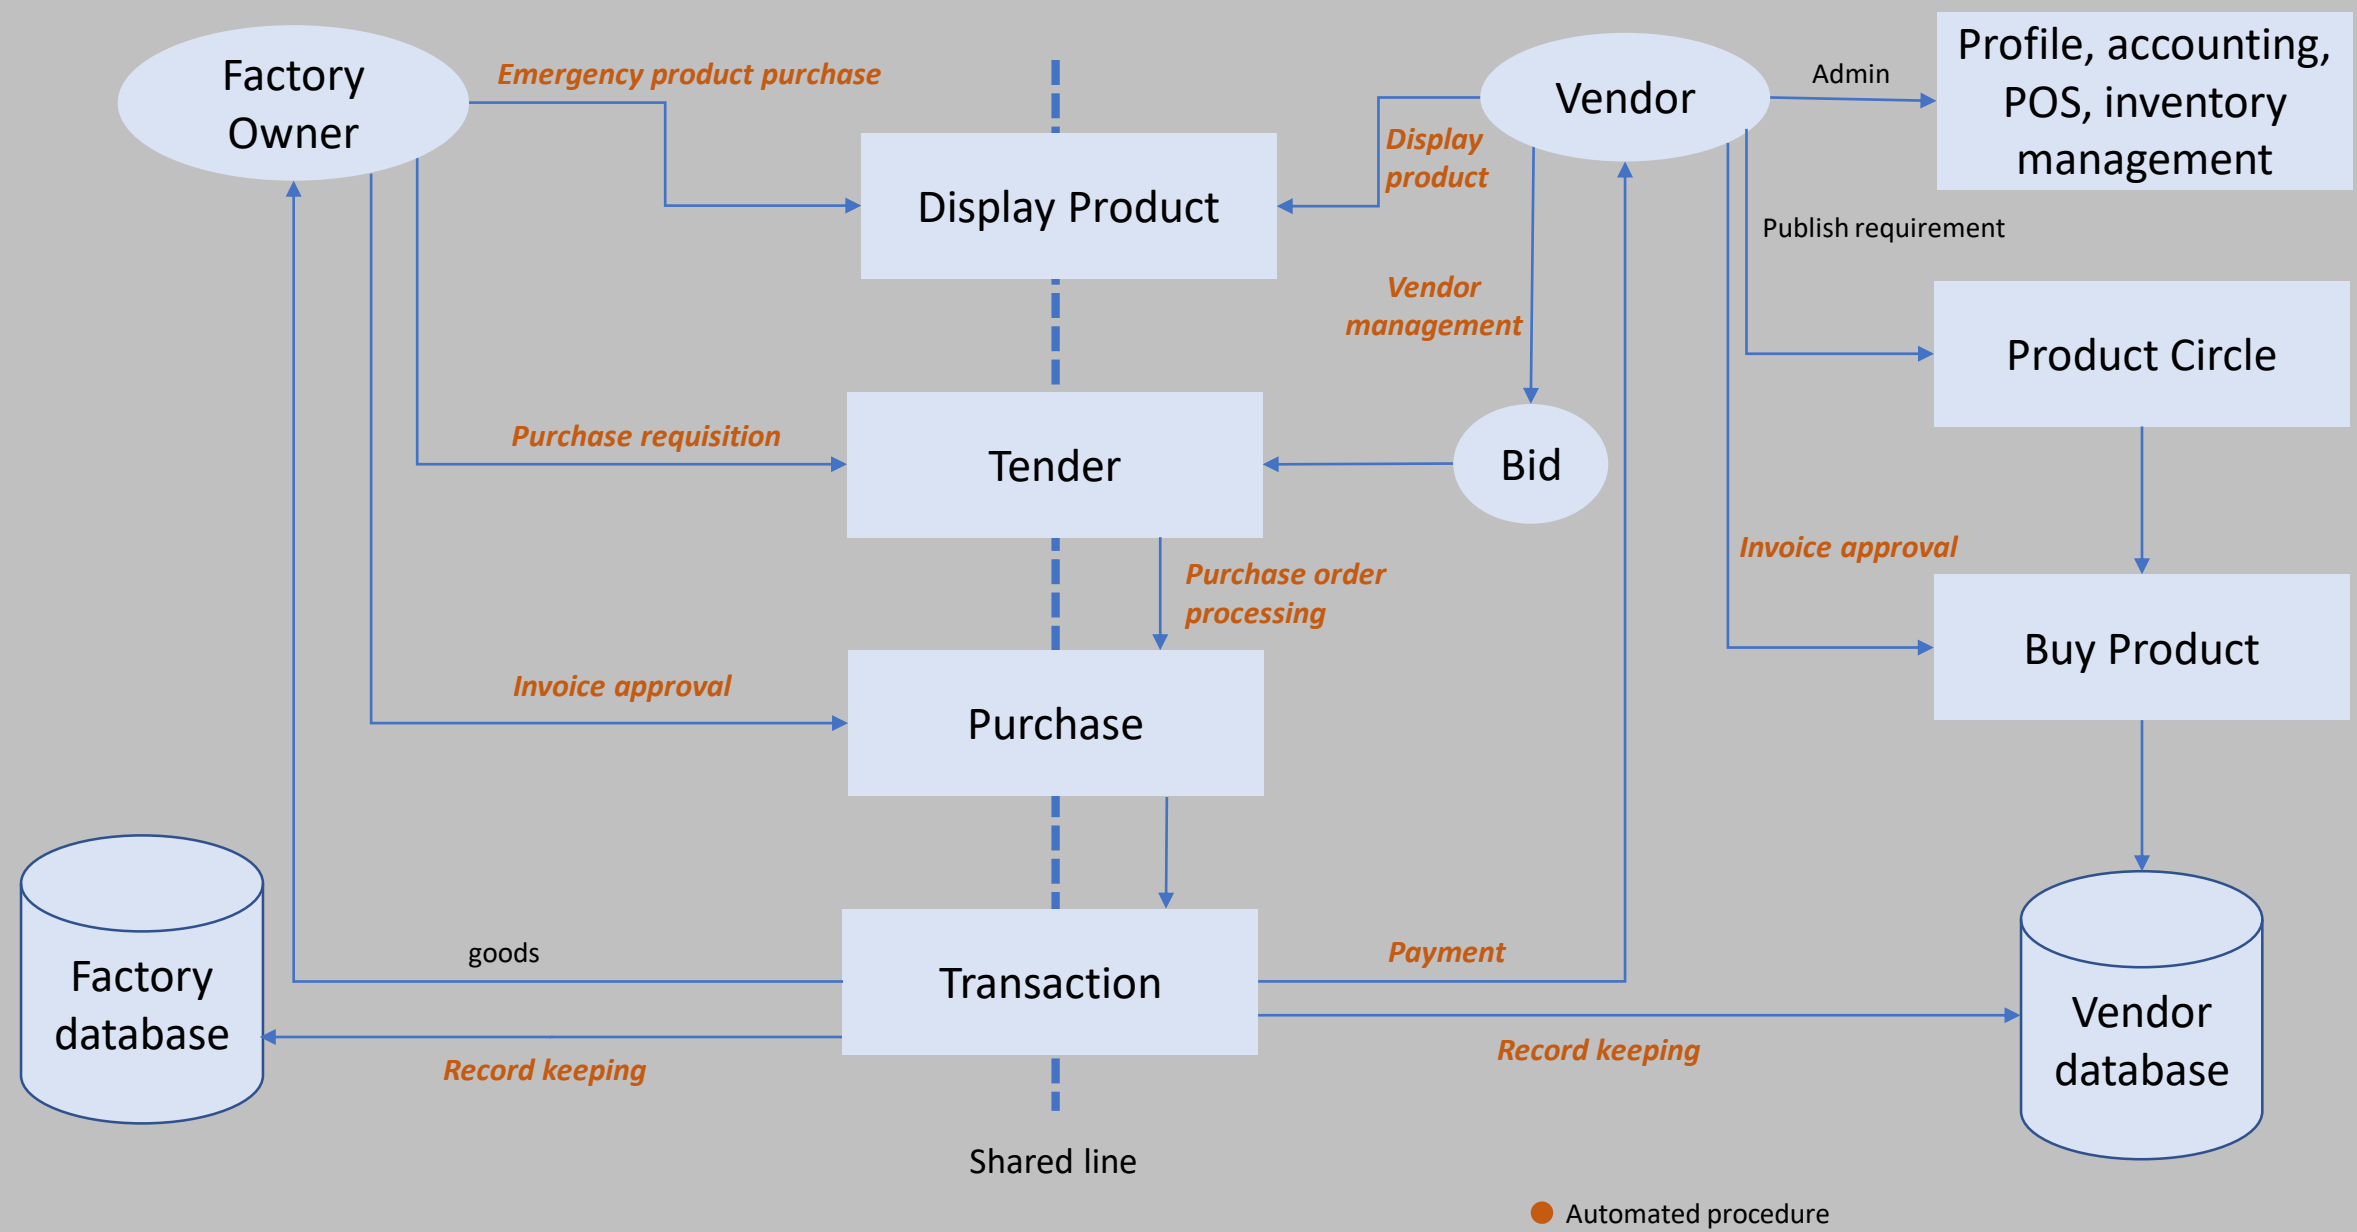 Factory
Owner
Emergency product purchase
Display Product
Display
product
Vendor
Admin
Profile, accounting,
POS, inventory
management
Publish requirement
Vendor
management
Product Circle
Purchase requisition
Tender
Bid
Purchase order
processing
Invoice approval
Buy Product
Invoice approval
Purchase
goods
Transaction
Payment
Factory
database
Record keeping
Record keeping
Vendor
database
Shared line
Automated procedure